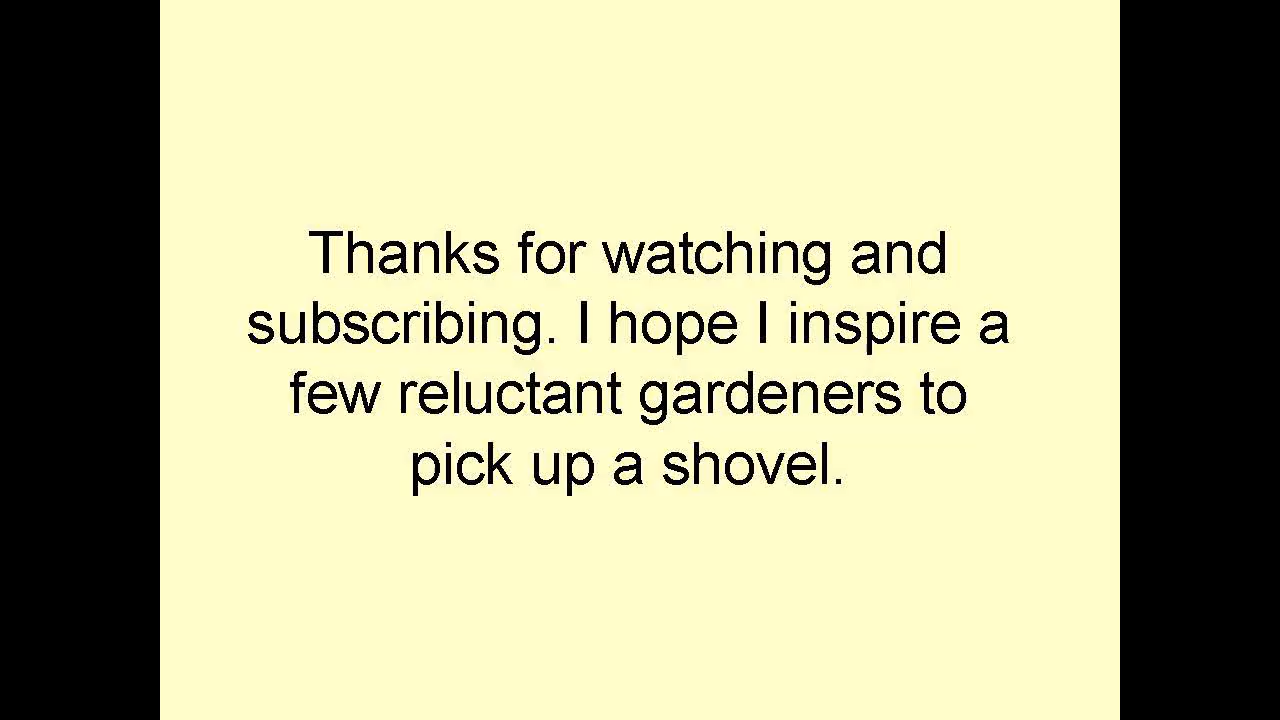 Thanks for watching and
subscribing. I hope I inspire a
few reluctant gardeners to
pick up a shovel.